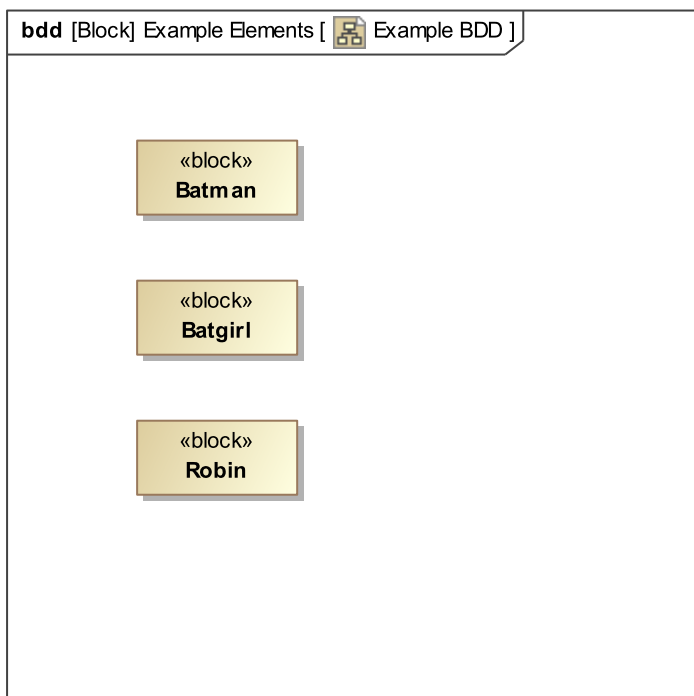 bdd [Block] Example Elements [ Example BDD ]
«block»
Batman
«block»
Batgirl
«block»
Robin